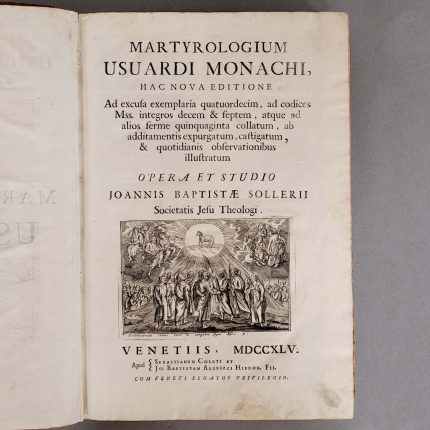 MARTYROLOGIUM
USUARDI MONACHI,
HAC NOVA EDITIONE
Ad excusa exemplaria quatuordecim, ad codices
Mss. integros decem & septem, atque ad
alios ferme quinquaginta collatum, ab
additamentis expurgatum, castigatum,
& quotidianis observationibus
illustratum
OPERA ET STUDIO
JOANNIS BAPTISTÆ SOLLERII
Societatis Jesu Theologi.
VENETIIS. MDCCXLV.
Apud { SEBASTIANUM COLETI ET
JO: BAPTISTAM ALBRIZZI HIERON. FIL.
CUM VENETI SENATUS PRIVILEGIO.